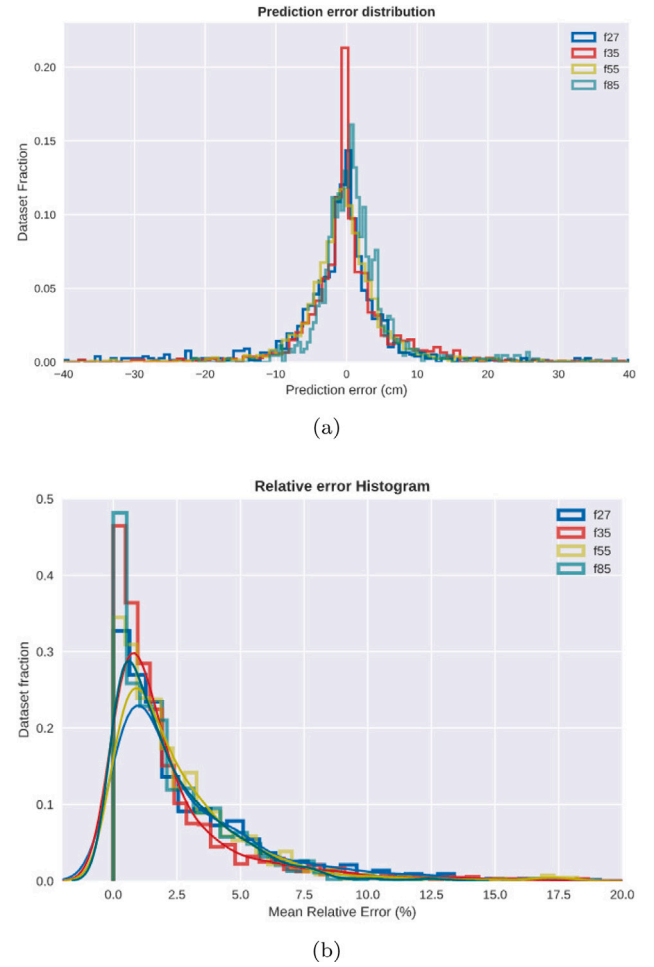 Prediction error distribution
f27
f35
f55
f85
0.20
0.15
0.10
0.05
0.00
Dataset Fraction
−40
−30
−20
−10
0
10
20
30
40
Prediction error (cm)
(a)
Relative error Histogram
f27
f35
f55
f85
0.5
0.4
0.3
0.2
0.1
0.0
Dataset fraction
0.0
2.5
5.0
7.5
10.0
12.5
15.0
17.5
20.0
Mean Relative Error (%)
(b)